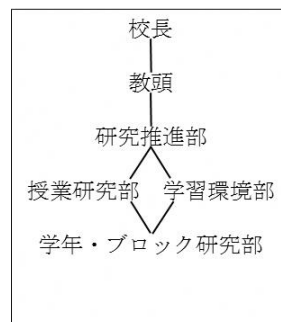 校長
教頭
研究推進部
授業研究部　学習環境部
学年・ブロック研究部